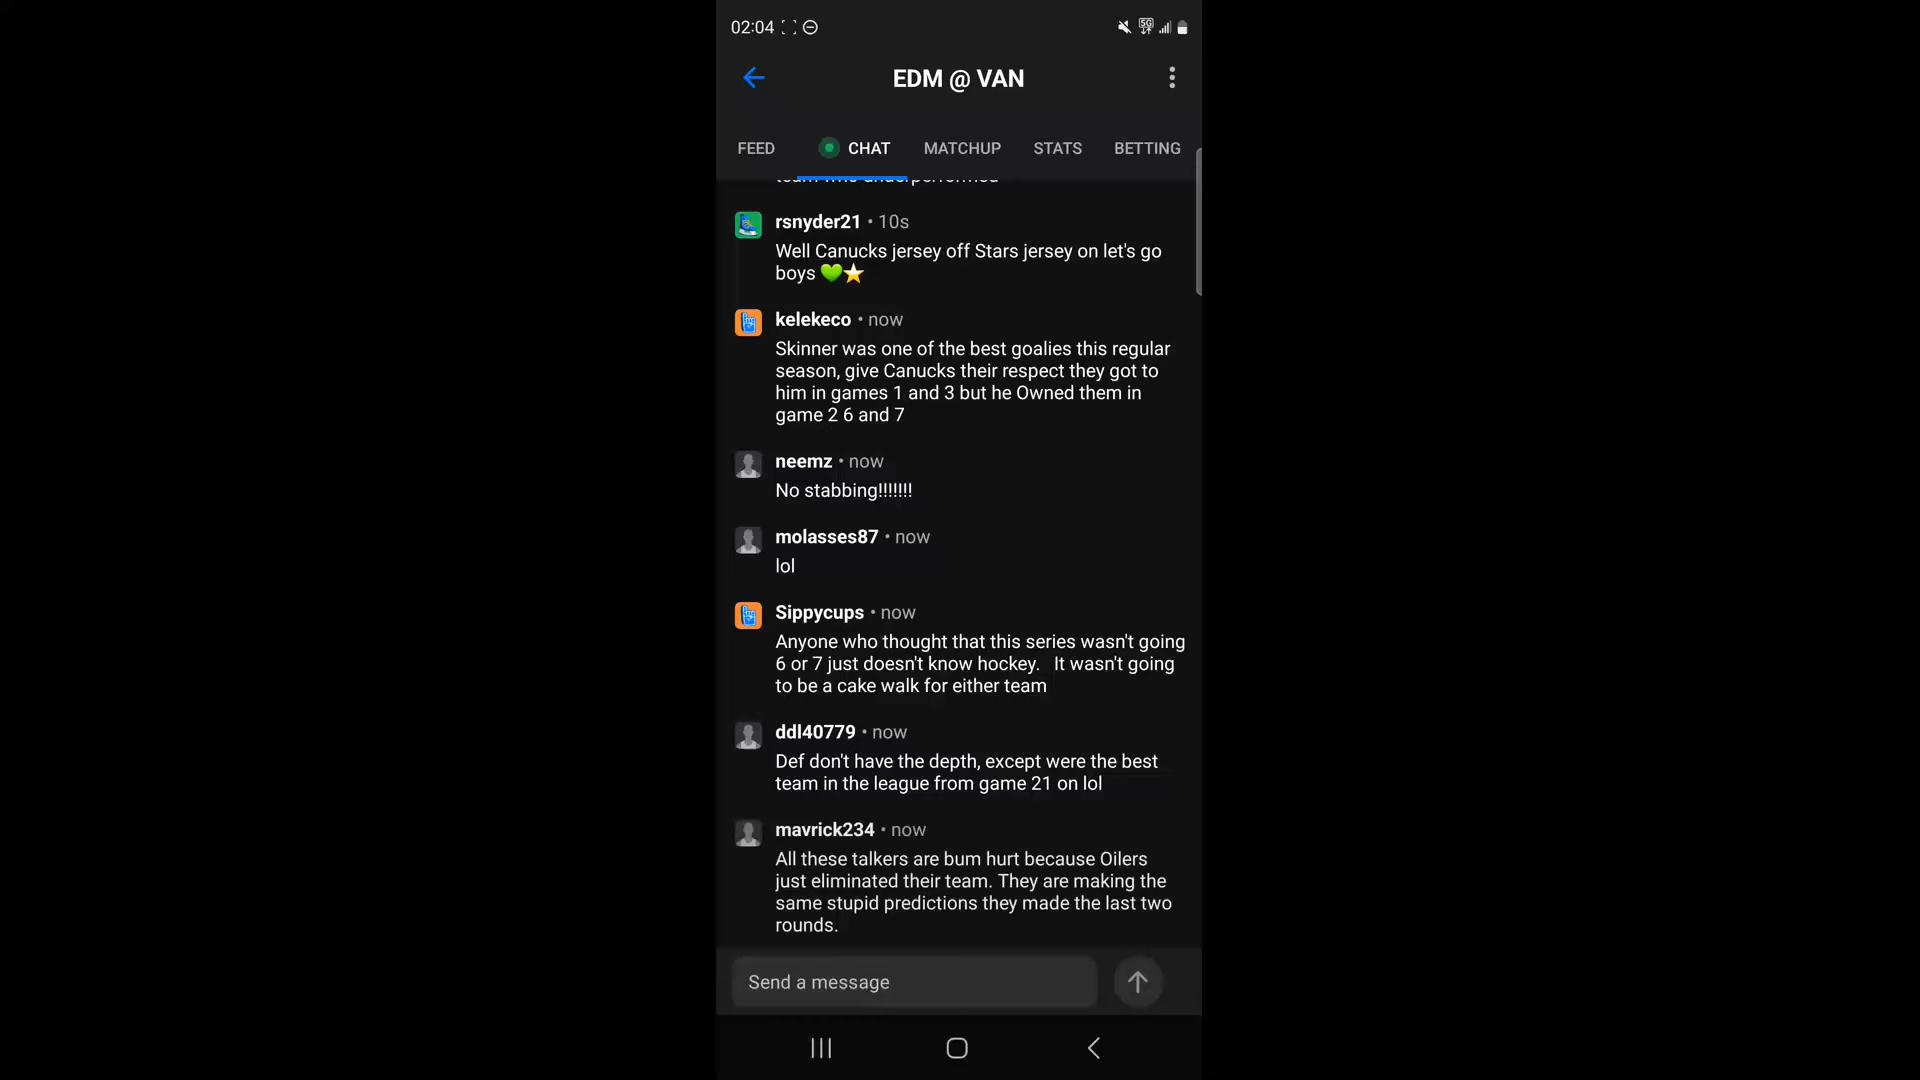 02:04
5G
EDM @ VAN
FEED
CHAT
MATCHUP
STATS
BETTING
team who underperformed
rsnyder21 • 10s
Well Canucks jersey off Stars jersey on let's go
boys 💚⭐
kelekeco • now
Skinner was one of the best goalies this regular
season, give Canucks their respect they got to
him in games 1 and 3 but he Owned them in
game 2 6 and 7
neemz • now
No stabbing!!!!!!!
molasses87 • now
lol
Sippycups • now
Anyone who thought that this series wasn't going
6 or 7 just doesn't know hockey.   It wasn't going
to be a cake walk for either team
ddl40779 • now
Def don't have the depth, except were the best
team in the league from game 21 on lol
mavrick234 • now
All these talkers are bum hurt because Oilers
just eliminated their team. They are making the
same stupid predictions they made the last two
rounds.
Send a message